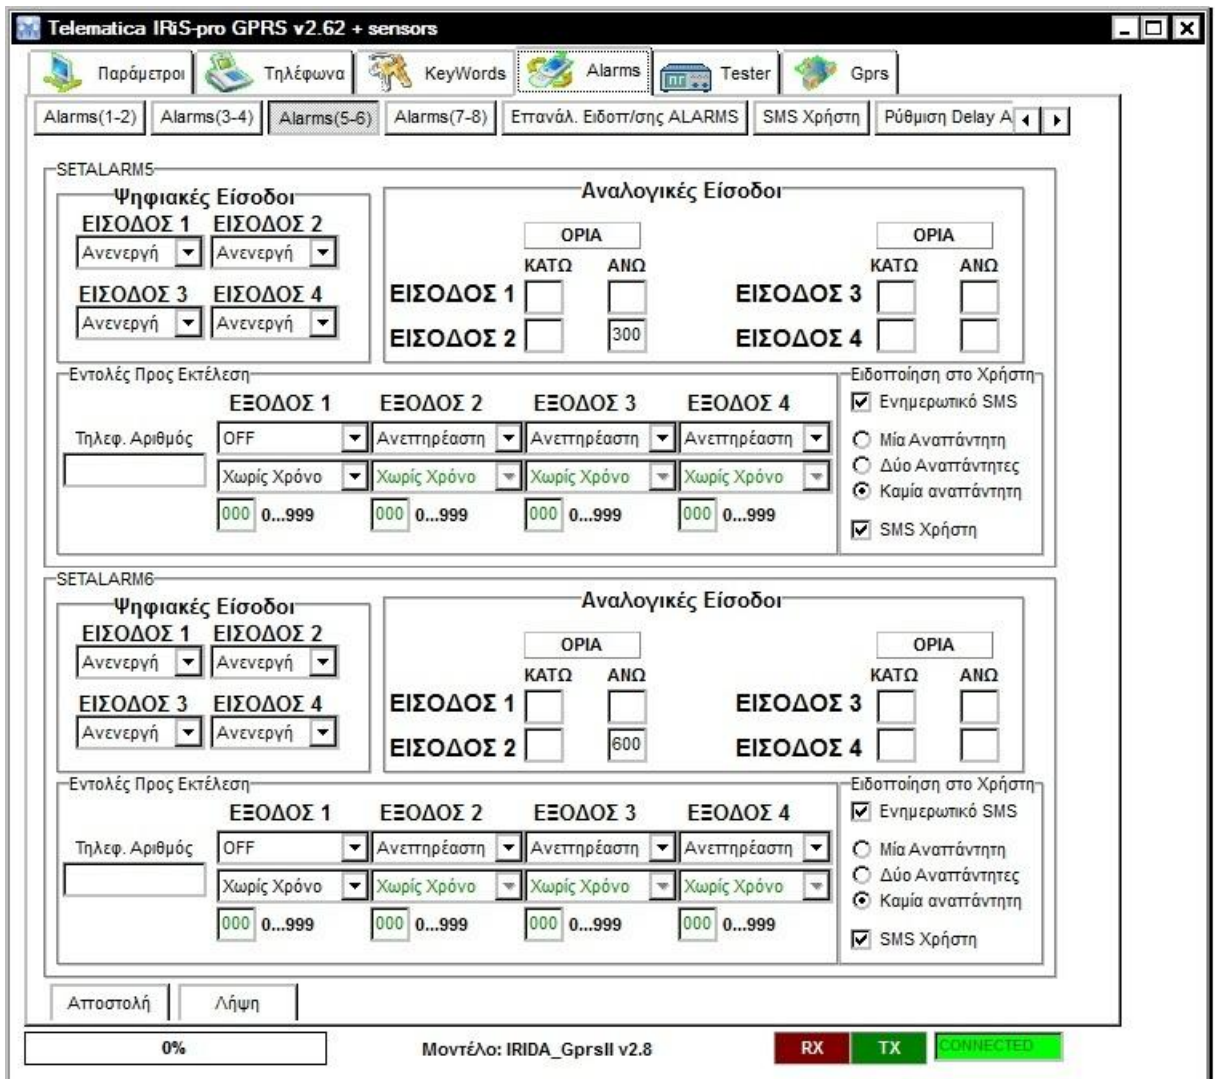 Telematica IRiS-pro GPRS v2.62 + sensors
Παράμετροι Τηλέφωνα KeyWords Alarms Tester Gprs
Alarms(1-2) Alarms(3-4) Alarms(5-6) Alarms(7-8) Επανάλ. Ειδοπ/σης ALARMS SMS Χρήστη Ρύθμιση Delay A
SETALARM5
Ψηφιακές Είσοδοι
ΕΙΣΟΔΟΣ 1 ΕΙΣΟΔΟΣ 2
Ανενεργή Ανενεργή
ΕΙΣΟΔΟΣ 3 ΕΙΣΟΔΟΣ 4
Ανενεργή Ανενεργή
Αναλογικές Είσοδοι
ΟΡΙΑ ΟΡΙΑ
ΚΑΤΩ ΑΝΩ ΚΑΤΩ ΑΝΩ
ΕΙΣΟΔΟΣ 1 ΕΙΣΟΔΟΣ 3
ΕΙΣΟΔΟΣ 2 300 ΕΙΣΟΔΟΣ 4
Εντολές Προς Εκτέλεση
ΕΞΟΔΟΣ 1 ΕΞΟΔΟΣ 2 ΕΞΟΔΟΣ 3 ΕΞΟΔΟΣ 4
Τηλεφ. Αριθμός OFF Ανεπηρέαστη Ανεπηρέαστη Ανεπηρέαστη
Χωρίς Χρόνο Χωρίς Χρόνο Χωρίς Χρόνο Χωρίς Χρόνο
000 0...999 000 0...999 000 0...999 000 0...999
Ειδοποίηση στο Χρήστη
Ενημερωτικό SMS
Μία Αναπάντητη
Δύο Αναπάντητες
Καμία αναπάντητη
SMS Χρήστη
SETALARM6
Ψηφιακές Είσοδοι
ΕΙΣΟΔΟΣ 1 ΕΙΣΟΔΟΣ 2
Ανενεργή Ανενεργή
ΕΙΣΟΔΟΣ 3 ΕΙΣΟΔΟΣ 4
Ανενεργή Ανενεργή
Αναλογικές Είσοδοι
ΟΡΙΑ ΟΡΙΑ
ΚΑΤΩ ΑΝΩ ΚΑΤΩ ΑΝΩ
ΕΙΣΟΔΟΣ 1 ΕΙΣΟΔΟΣ 3
ΕΙΣΟΔΟΣ 2 600 ΕΙΣΟΔΟΣ 4
Εντολές Προς Εκτέλεση
ΕΞΟΔΟΣ 1 ΕΞΟΔΟΣ 2 ΕΞΟΔΟΣ 3 ΕΞΟΔΟΣ 4
Τηλεφ. Αριθμός OFF Ανεπηρέαστη Ανεπηρέαστη Ανεπηρέαστη
Χωρίς Χρόνο Χωρίς Χρόνο Χωρίς Χρόνο Χωρίς Χρόνο
000 0...999 000 0...999 000 0...999 000 0...999
Ειδοποίηση στο Χρήστη
Ενημερωτικό SMS
Μία Αναπάντητη
Δύο Αναπάντητες
Καμία αναπάντητη
SMS Χρήστη
Αποστολή Λήψη
0% Μοντέλο: IRIDA_GprsII v2.8 RX TX CONNECTED